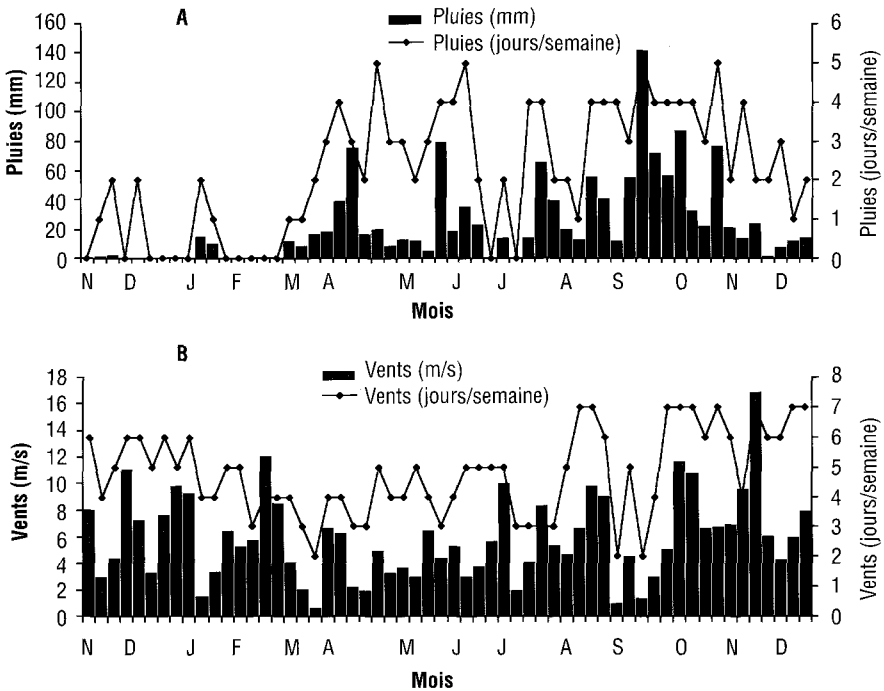 A
Pluies (mm)
Pluies (jours/semaine)
160
140
120
100
80
60
40
20
0
Pluies (mm)
6
5
4
3
2
1
0
Pluies (jours/semaine)
N D J F M A M J J A S O N D
Mois
B
Vents (m/s)
Vents (jours/semaine)
18
16
14
12
10
8
6
4
2
0
Vents (m/s)
8
7
6
5
4
3
2
1
0
Vents (jours/semaine)
N D J F M A M J J A S O N D
Mois